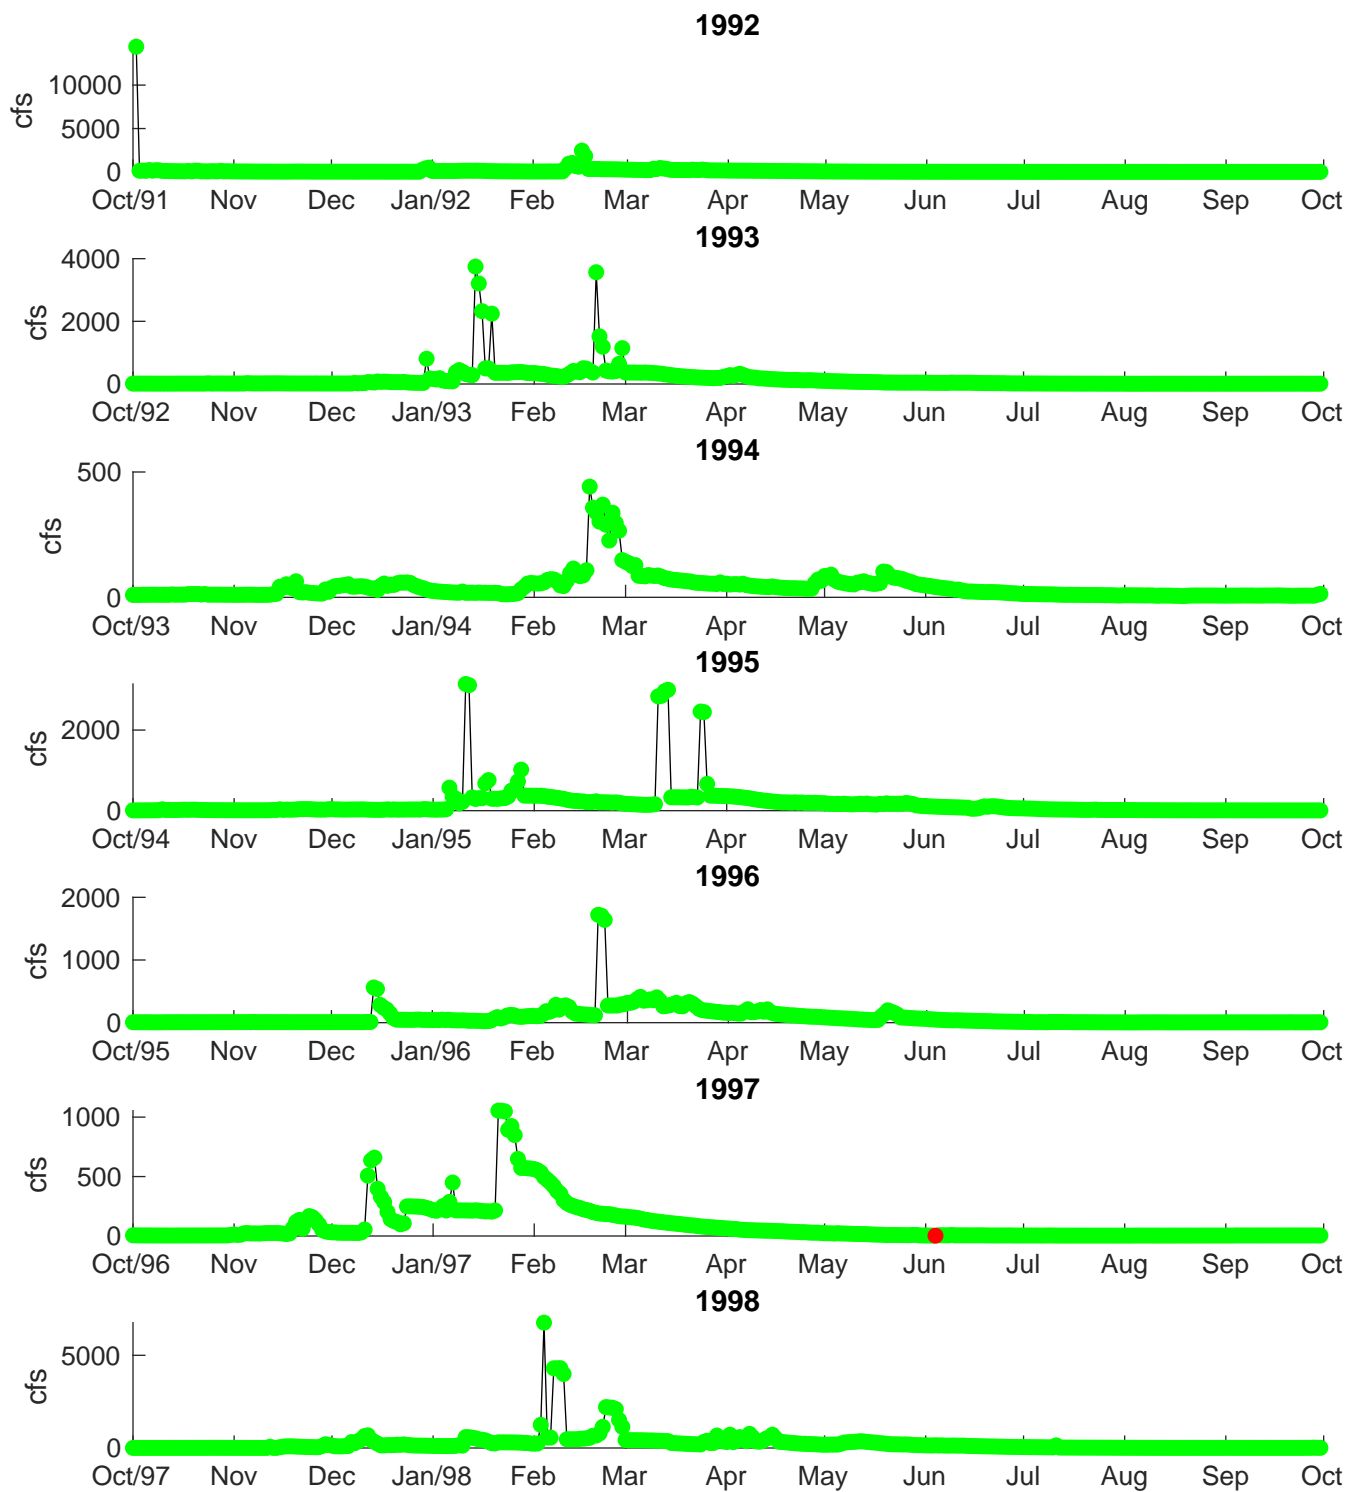 1992
cfs
10000
5000
0
Oct/91 Nov Dec Jan/92 Feb Mar Apr May Jun Jul Aug Sep Oct
1993
cfs
4000
2000
0
Oct/92 Nov Dec Jan/93 Feb Mar Apr May Jun Jul Aug Sep Oct
1994
cfs
500
0
Oct/93 Nov Dec Jan/94 Feb Mar Apr May Jun Jul Aug Sep Oct
1995
cfs
2000
0
Oct/94 Nov Dec Jan/95 Feb Mar Apr May Jun Jul Aug Sep Oct
1996
cfs
2000
1000
0
Oct/95 Nov Dec Jan/96 Feb Mar Apr May Jun Jul Aug Sep Oct
1997
cfs
1000
500
0
Oct/96 Nov Dec Jan/97 Feb Mar Apr May Jun Jul Aug Sep Oct
1998
cfs
5000
0
Oct/97 Nov Dec Jan/98 Feb Mar Apr May Jun Jul Aug Sep Oct